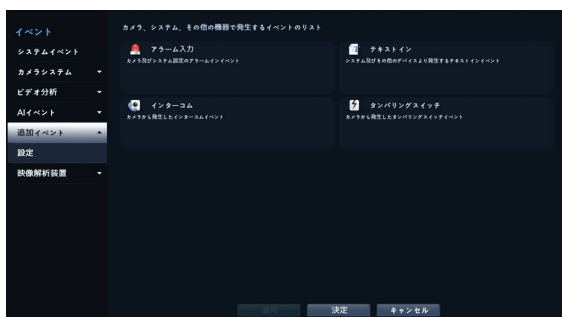 イベント
システムイベント
カメラシステム
ビデオ分析
AIイベント
追加イベント
設定
映像解析装置
カメラ、システム、その他の機器で発生するイベントのリスト
アラーム入力
カメラ及びシステム設定のアラームインイベント
テキストイン
システム及びその他のデバイスより発生するテキストインイベント
インターコム
カメラから発生したインターコムイベント
タンパリングスイッチ
カメラから発生したタンパリングスイッチイベント
適用
決定
キャンセル